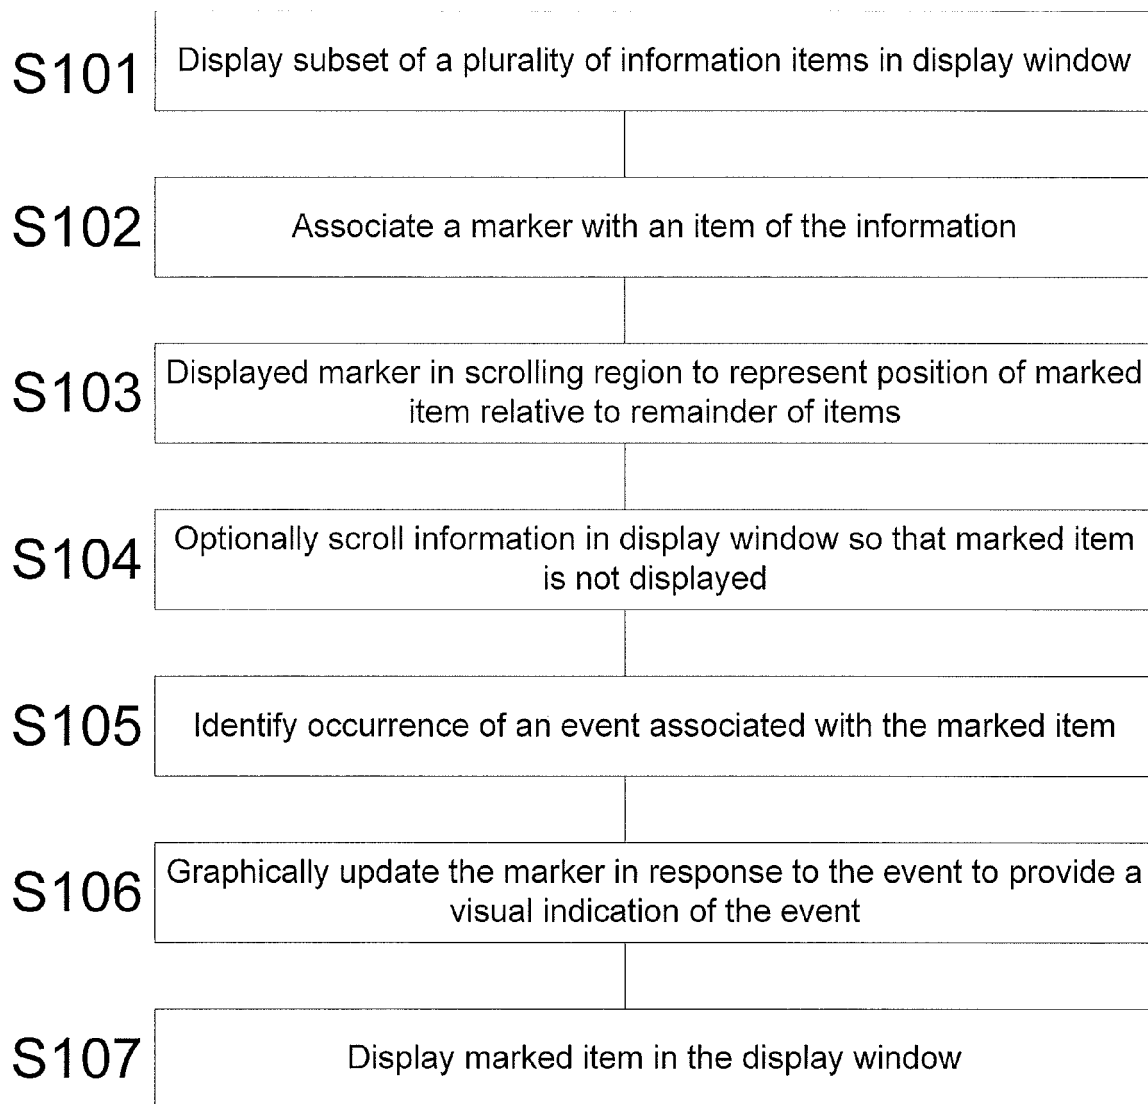 S101
Display subset of a plurality of information items in display window
S102
Associate a marker with an item of the information
S103
Displayed marker in scrolling region to represent position of marked
item relative to remainder of items
S104
Optionally scroll information in display window so that marked item
is not displayed
S105
Identify occurrence of an event associated with the marked item
S106
Graphically update the marker in response to the event to provide a
visual indication of the event
S107
Display marked item in the display window